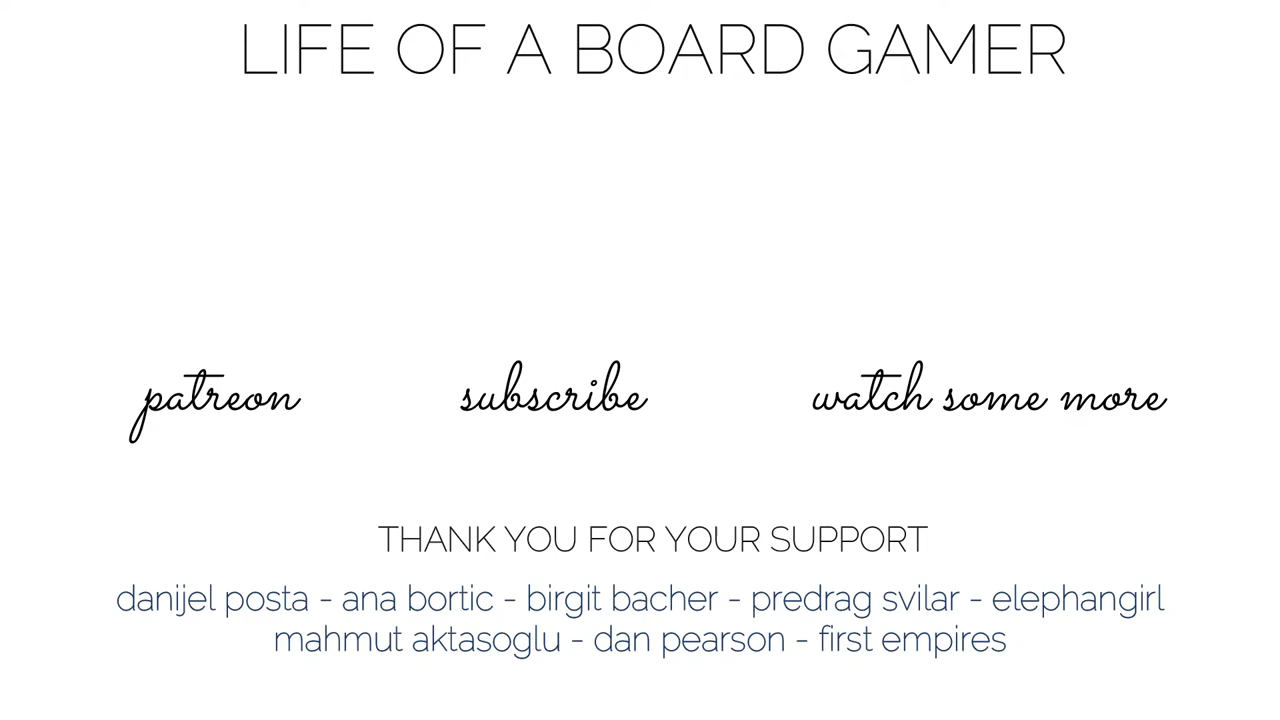 LIFE OF A BOARD GAMER
patreon subscribe watch some more
THANK YOU FOR YOUR SUPPORT
danijel posta - ana bortic - birgit bacher - predrag svilar - elephangirl
mahmut aktasoglu - dan pearson - first empires